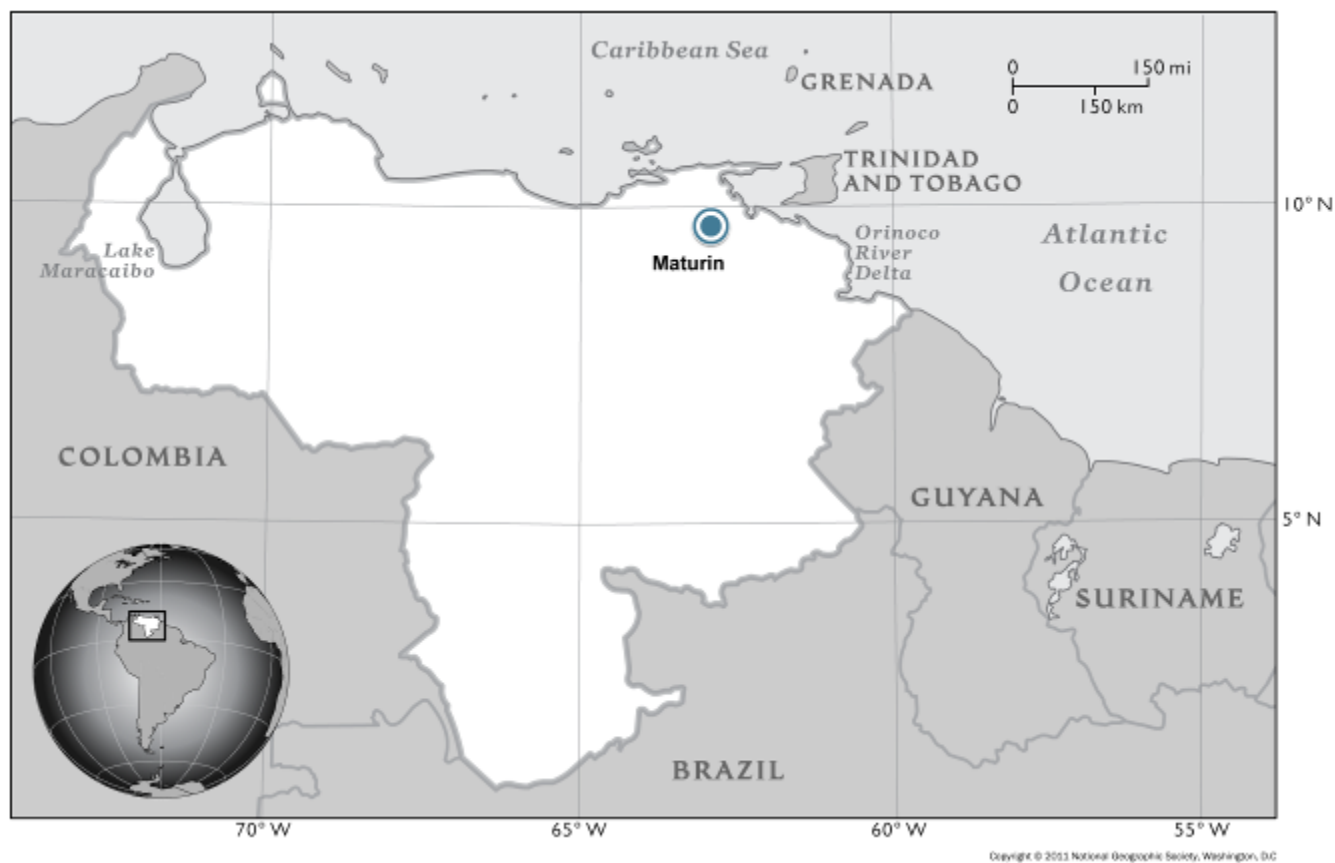 Caribbean Sea
GRENADA
0 150 mi
0 150 km
TRINIDAD
AND TOBAGO
10° N
Atlantic
Ocean
Orinoco
River
Delta
Lake
Maracaibo
Maturin
COLOMBIA
GUYANA
5° N
SURINAME
BRAZIL
70° W
65° W
60° W
55° W
Copyright © 2011 National Geographic Society, Washington, D.C